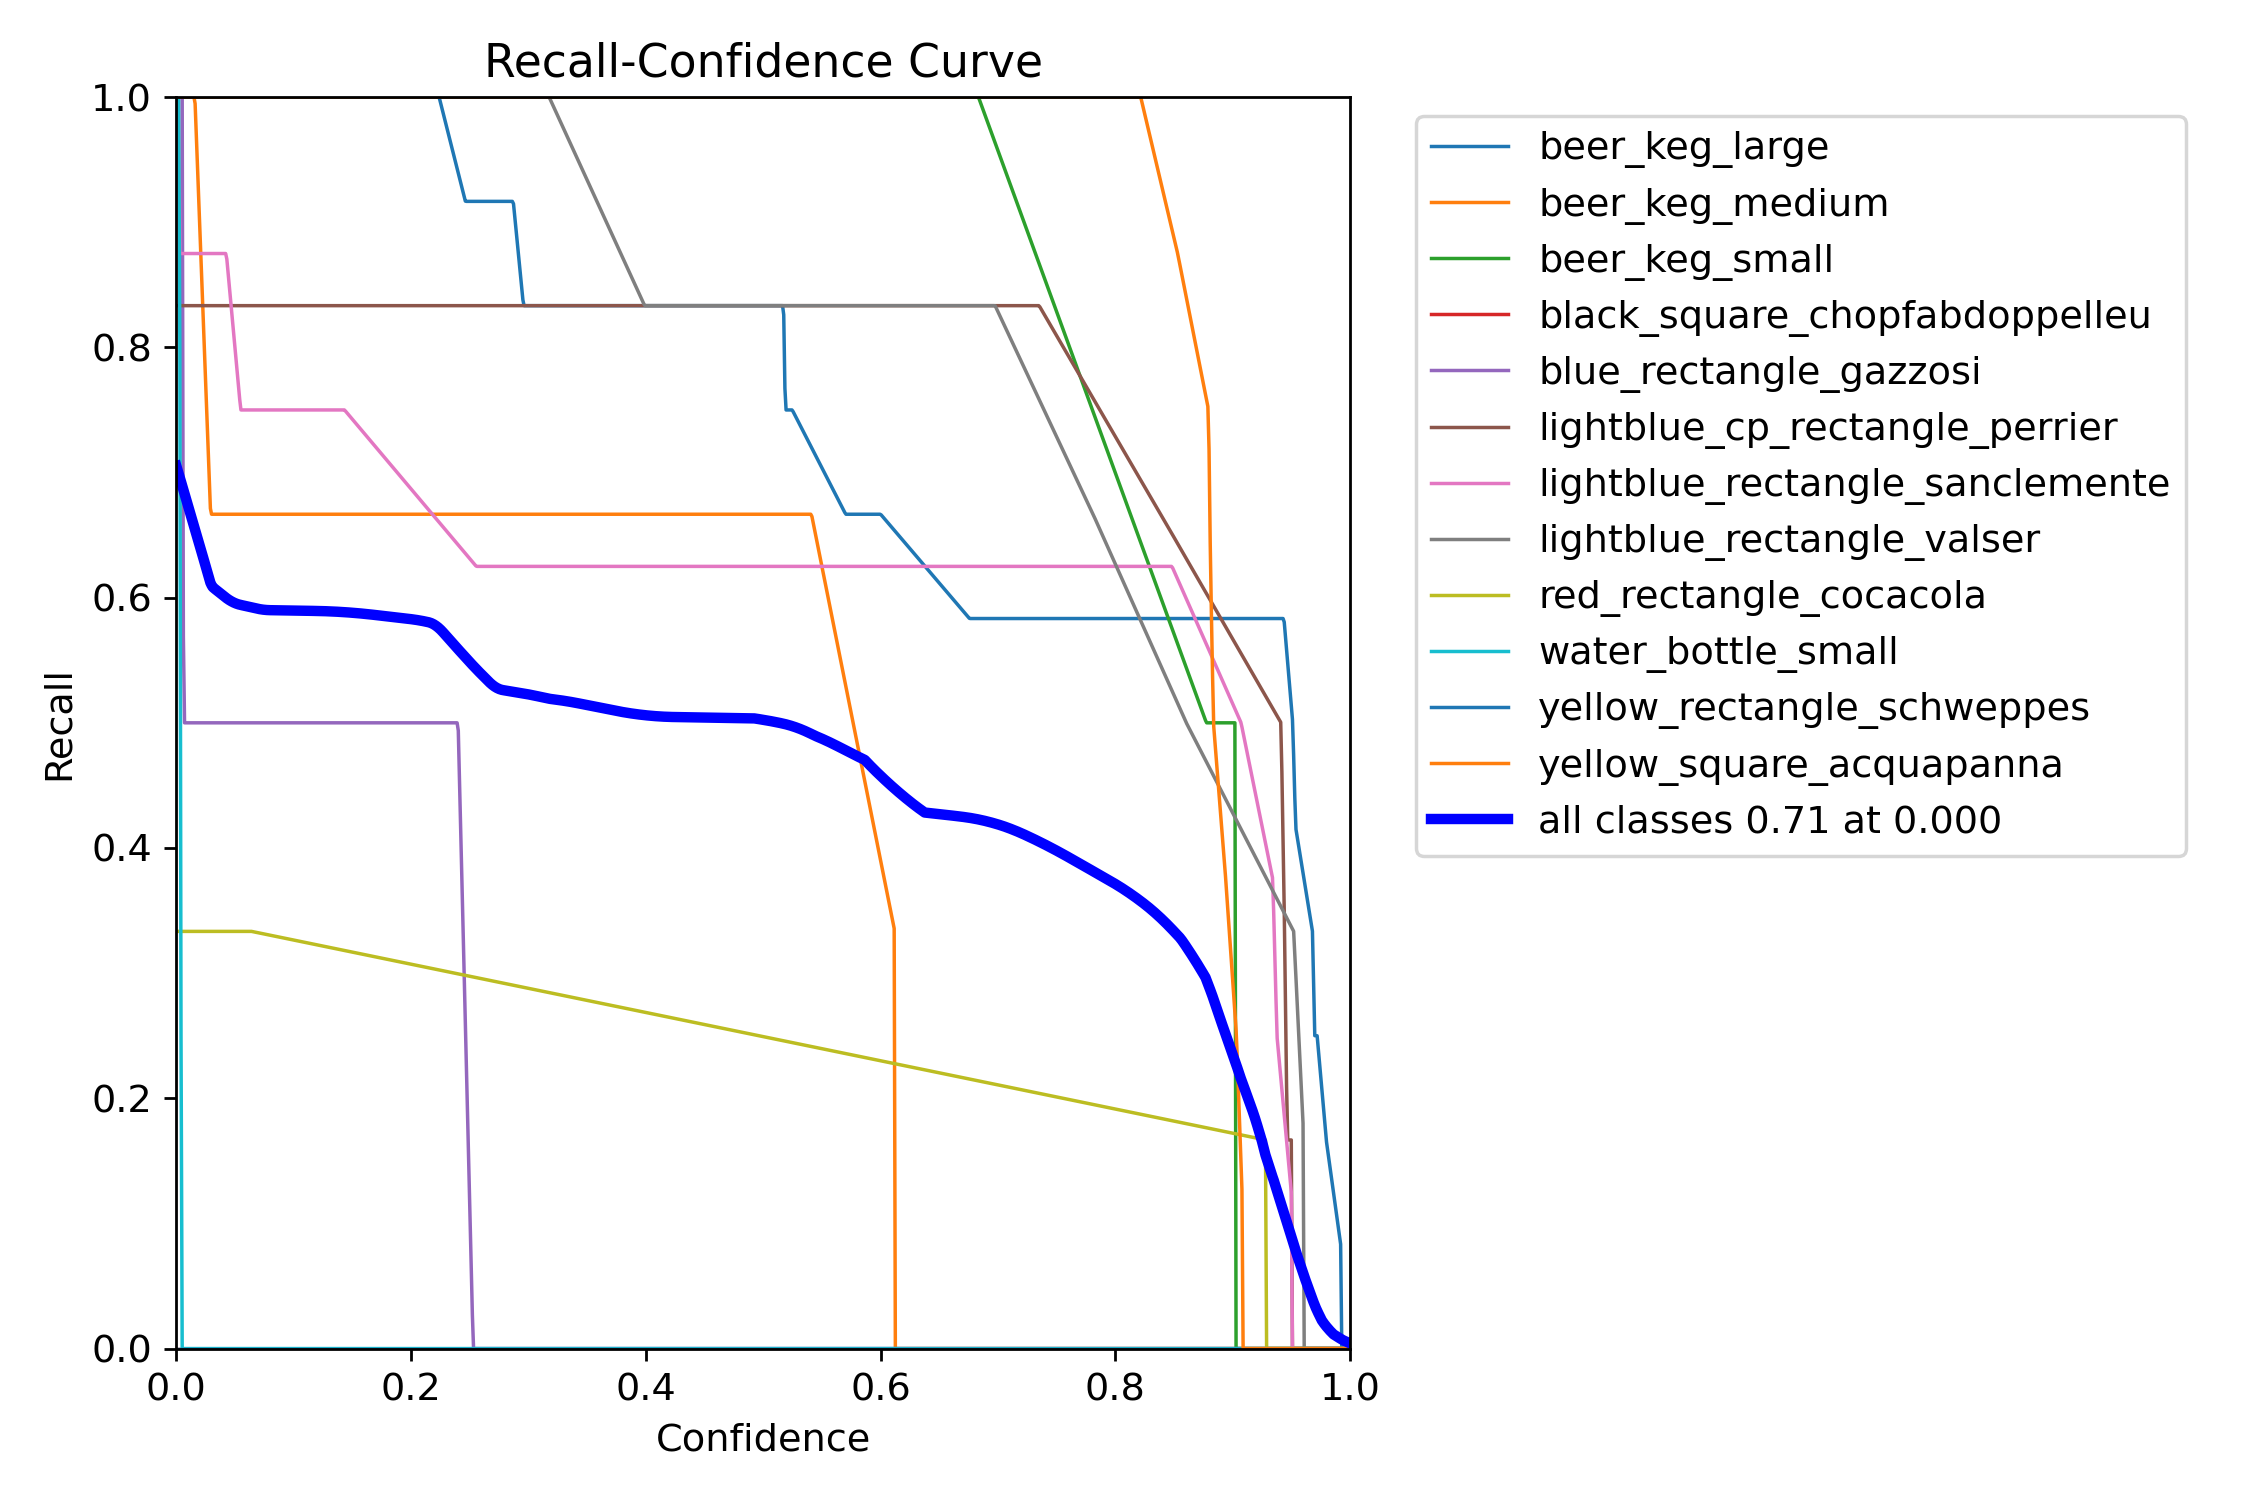 Recall-Confidence Curve
1.0
0.8
0.6
0.4
0.2
0.0
Recall
0.0 0.2 0.4 0.6 0.8 1.0
Confidence
beer_keg_large
beer_keg_medium
beer_keg_small
black_square_chopfabdoppelleu
blue_rectangle_gazzosi
lightblue_cp_rectangle_perrier
lightblue_rectangle_sanclemente
lightblue_rectangle_valser
red_rectangle_cocacola
water_bottle_small
yellow_rectangle_schweppes
yellow_square_acquapanna
all classes 0.71 at 0.000